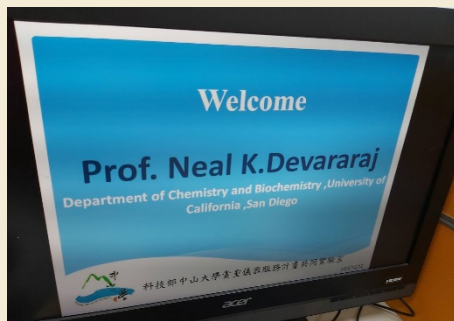 Welcome
Prof. Neal K.Devararaj
Department of Chemistry and Biochemistry ,University of
California ,San Diego
科技部中山大學貴重儀器服務計畫共同實驗室
acer